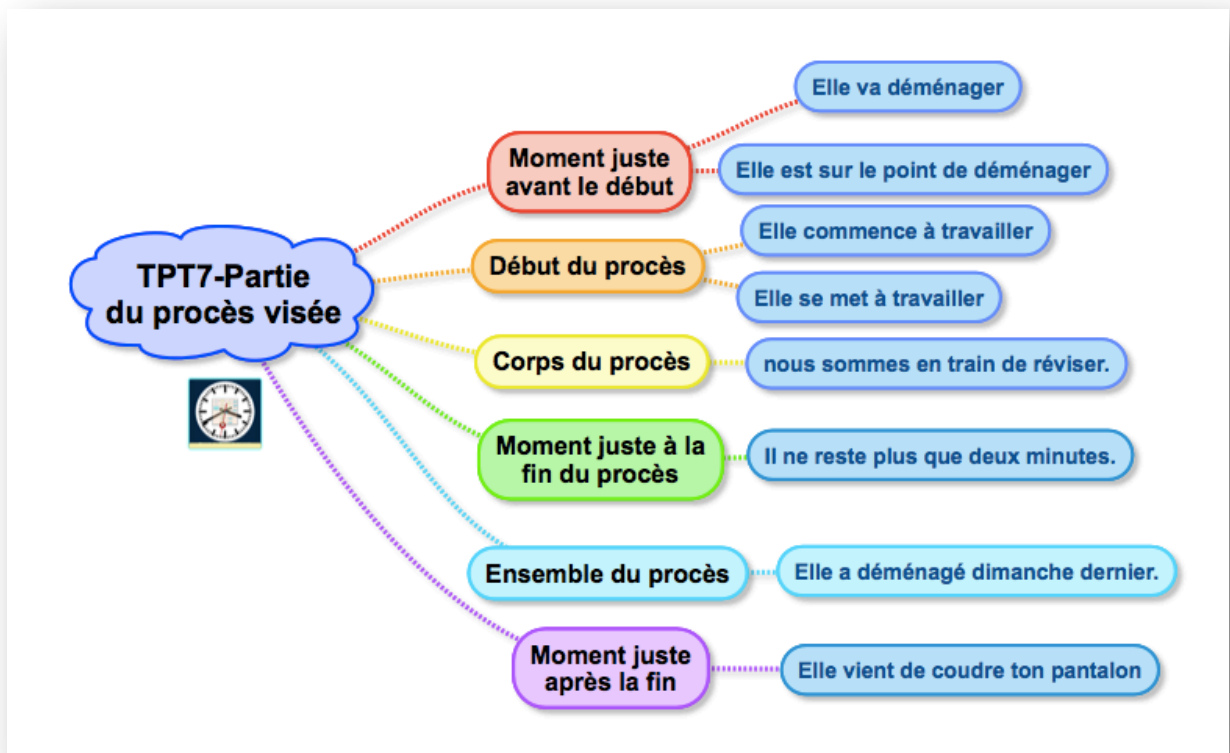 TPT7-Partie
du procès visée
Moment juste
avant le début
Elle va déménager
Elle est sur le point de déménager
Début du procès
Elle commence à travailler
Elle se met à travailler
Corps du procès
nous sommes en train de réviser.
Moment juste à la
fin du procès
Il ne reste plus que deux minutes.
Ensemble du procès
Elle a déménagé dimanche dernier.
Moment juste
après la fin
Elle vient de coudre ton pantalon